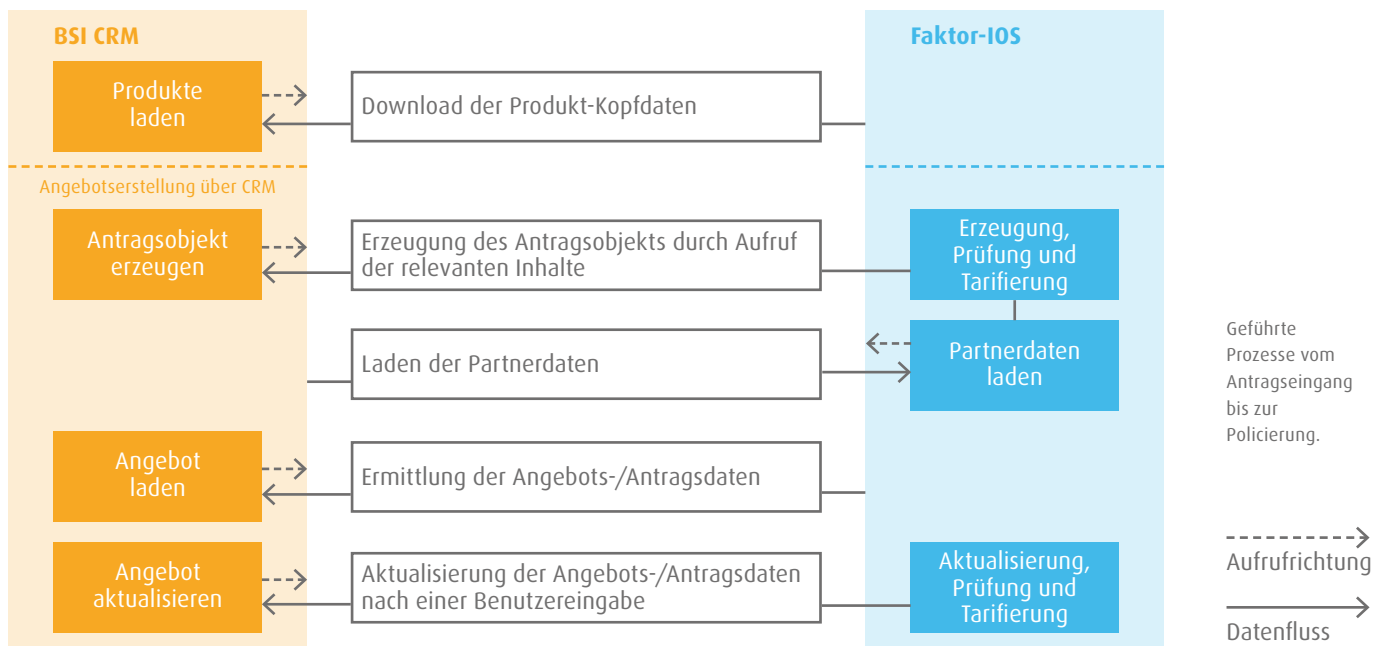 BSI CRM
Faktor-IOS
Produkte
laden
Download der Produkt-Kopfdaten
Angebotserstellung über CRM
Antragsobjekt
erzeugen
Erzeugung des Antragsobjekts durch Aufruf
der relevanten Inhalte
Erzeugung,
Prüfung und
Tarifierung
Laden der Partnerdaten
Partnerdaten
laden
Geführte
Prozesse vom
Antragseingang
bis zur
Policierung.
Angebot
laden
Ermittlung der Angebots-/Antragsdaten
Angebot
aktualisieren
Aktualisierung der Angebots-/Antragsdaten
nach einer Benutzereingabe
Aktualisierung,
Prüfung und
Tarifierung
Aufrufrichtung
Datenfluss